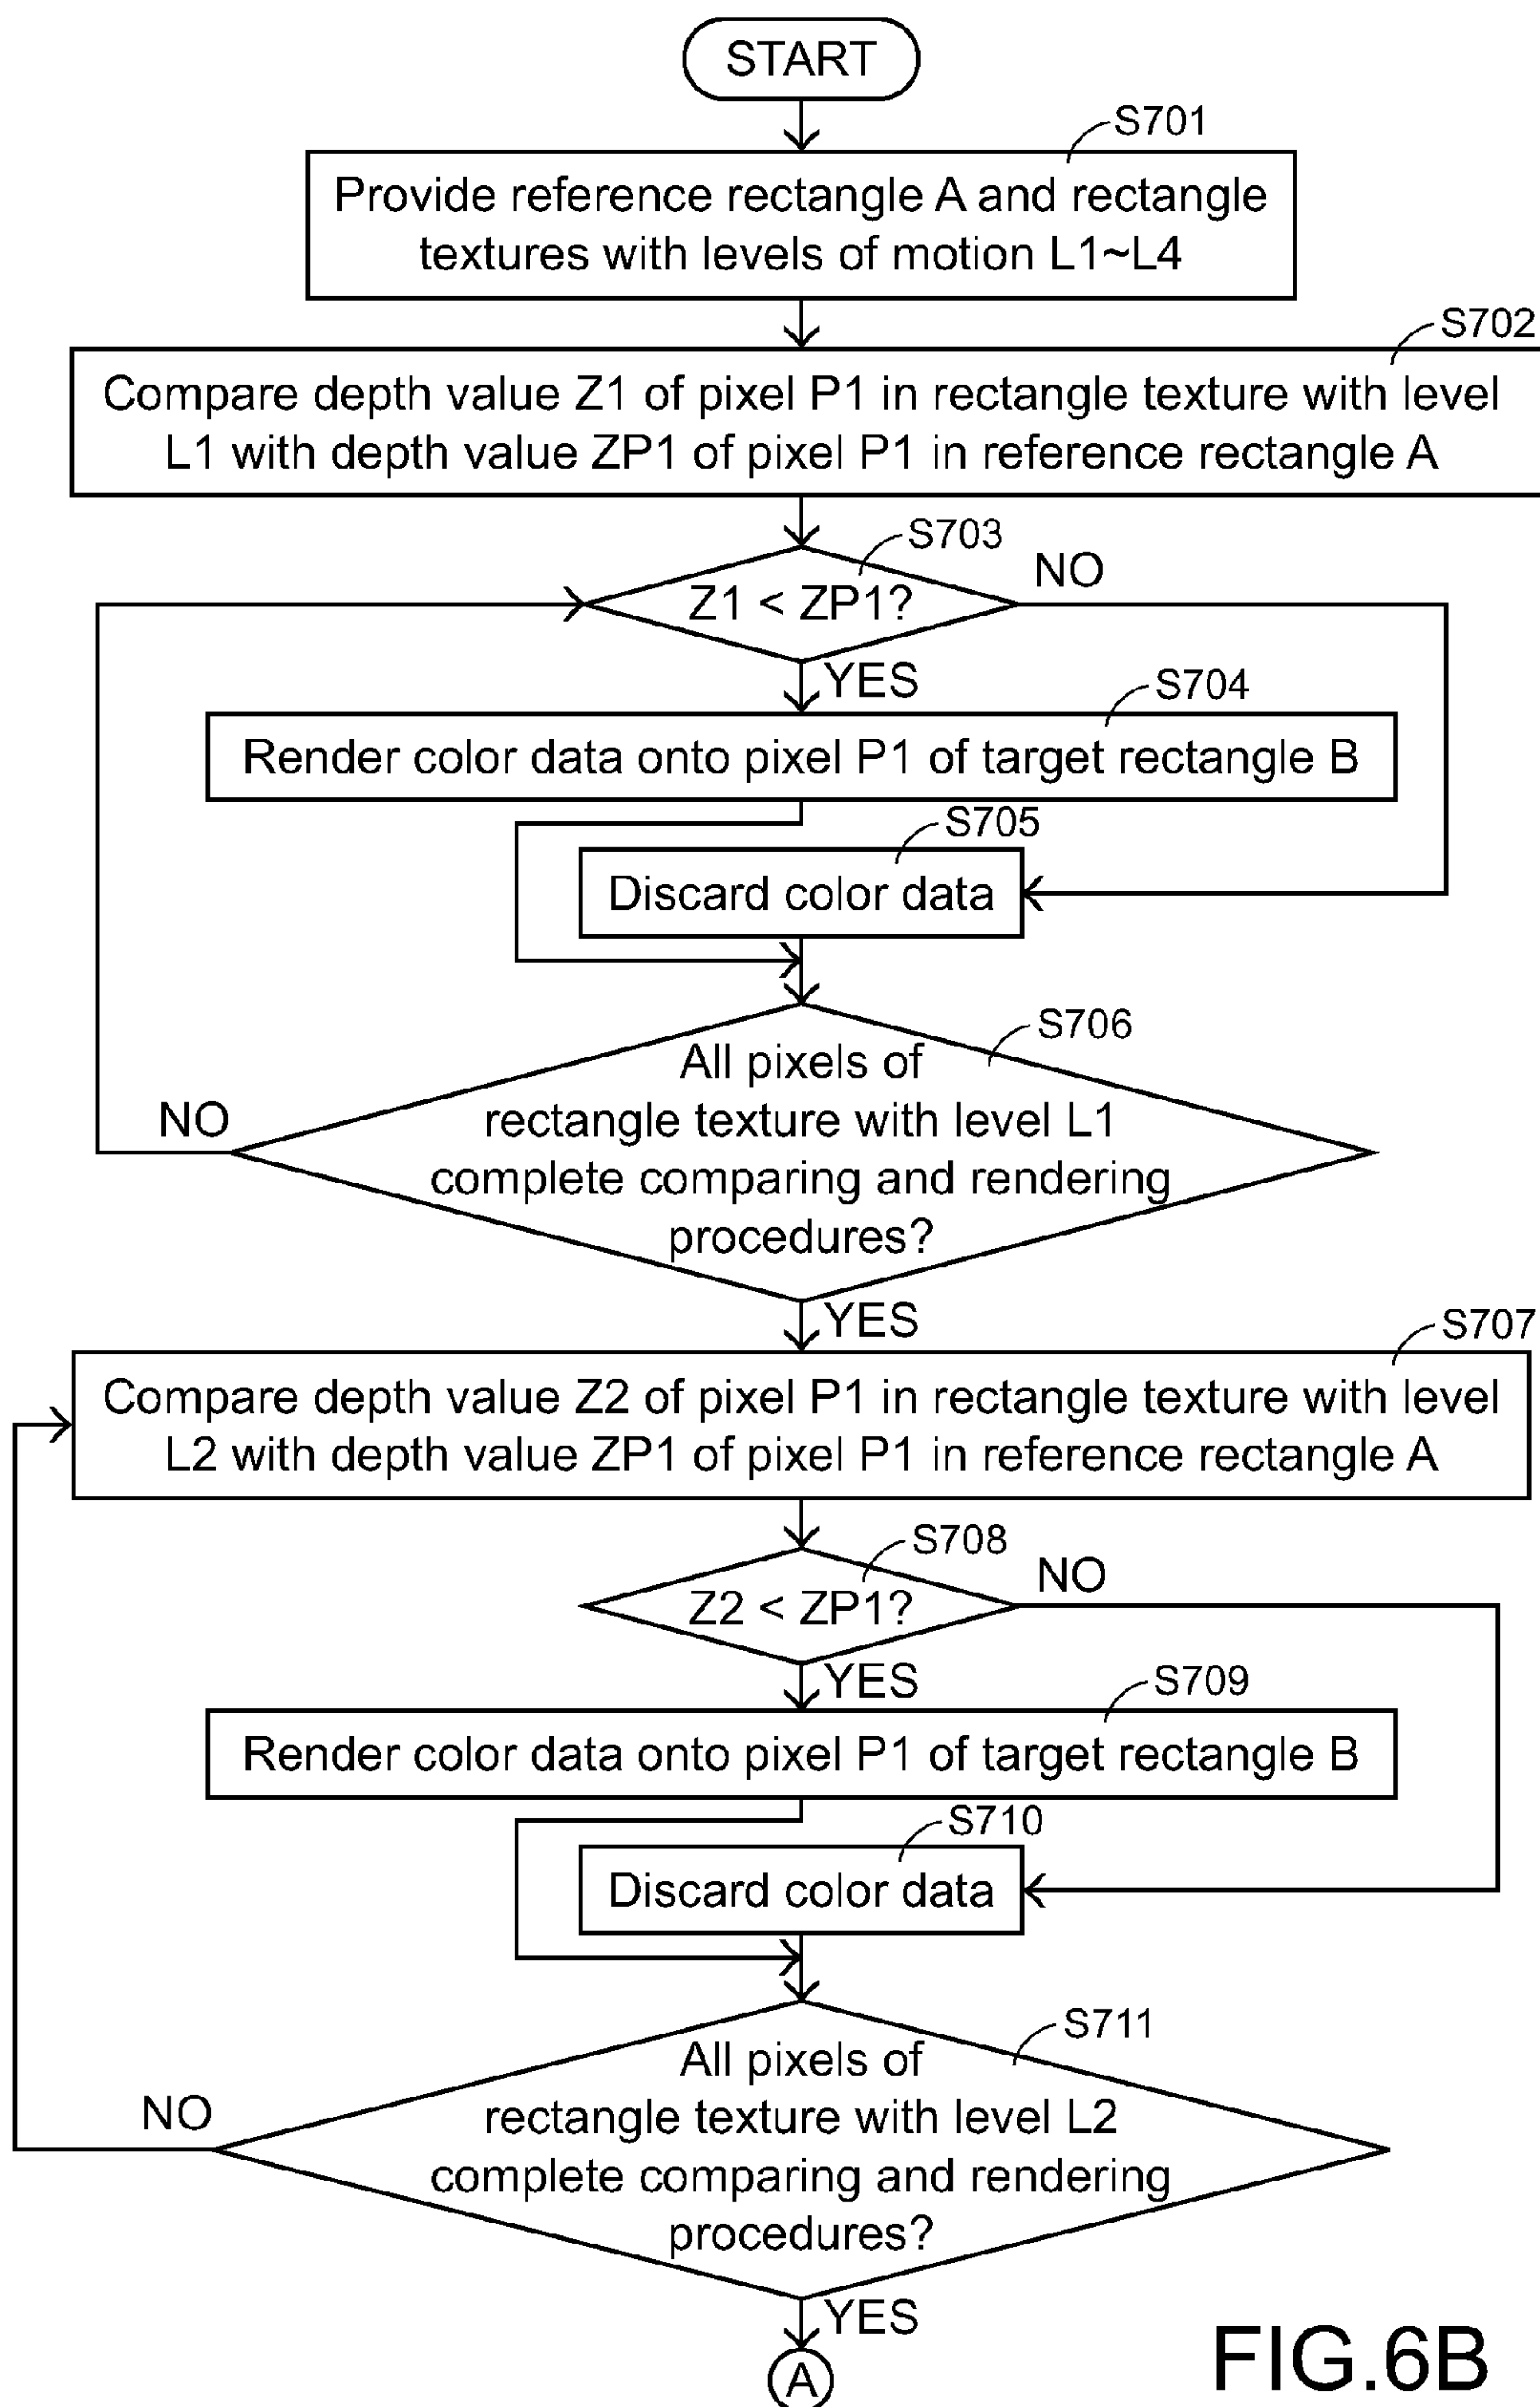 START
S701
Provide reference rectangle A and rectangle
textures with levels of motion L1~L4
S702
Compare depth value Z1 of pixel P1 in rectangle texture with level
L1 with depth value ZP1 of pixel P1 in reference rectangle A
S703
NO
Z1 < ZP1?
YES
S704
Render color data onto pixel P1 of target rectangle B
S705
Discard color data
S706
All pixels of
rectangle texture with level L1
complete comparing and rendering
procedures?
NO
YES
S707
Compare depth value Z2 of pixel P1 in rectangle texture with level
L2 with depth value ZP1 of pixel P1 in reference rectangle A
S708
NO
Z2 < ZP1?
YES
S709
Render color data onto pixel P1 of target rectangle B
S710
Discard color data
S711
All pixels of
rectangle texture with level L2
complete comparing and rendering
procedures?
NO
YES
A
FIG.6B